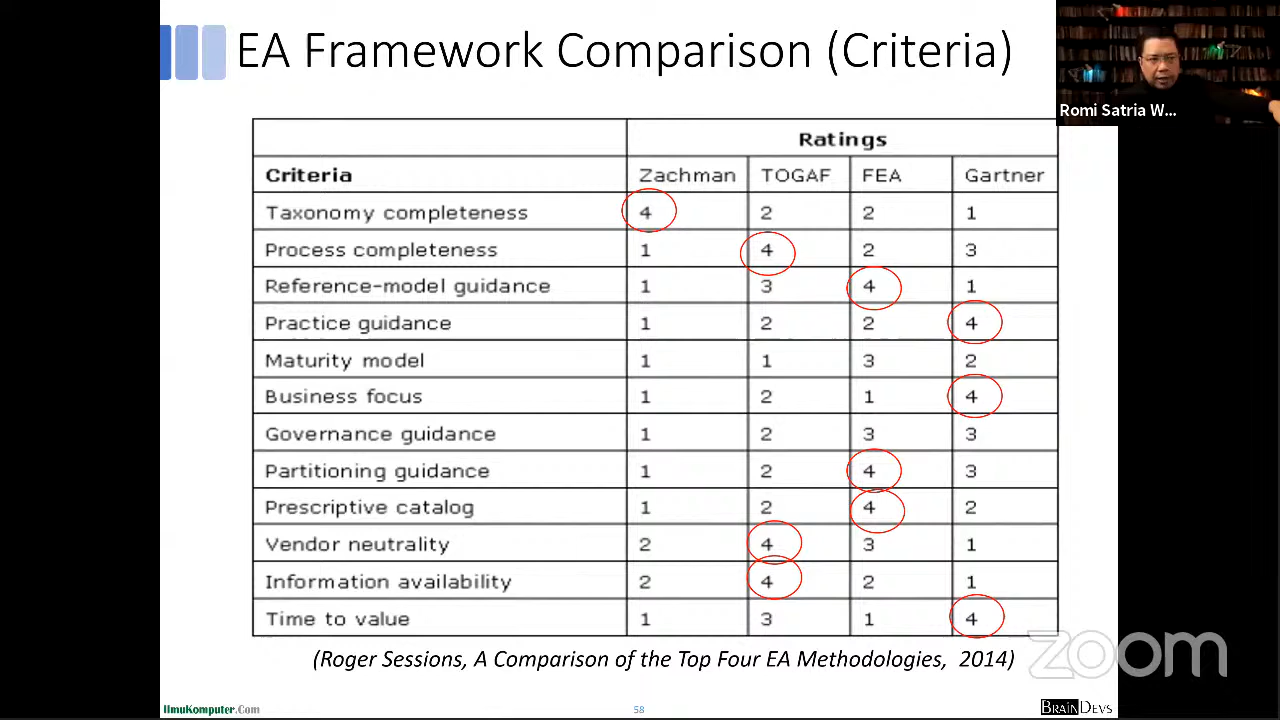 EA Framework Comparison (Criteria)
Romi Satria W...
Ratings
Criteria Zachman TOGAF FEA Gartner
Taxonomy completeness 4 2 2 1
Process completeness 1 4 2 3
Reference-model guidance 1 3 4 1
Practice guidance 1 2 2 4
Maturity model 1 1 3 2
Business focus 1 2 1 4
Governance guidance 1 2 3 3
Partitioning guidance 1 2 4 3
Prescriptive catalog 1 2 4 2
Vendor neutrality 2 4 3 1
Information availability 2 4 2 1
Time to value 1 3 1 4
(Roger Sessions, A Comparison of the Top Four EA Methodologies, 2014)
zoom
IlmuKomputer.Com 58 BRAINDEVS